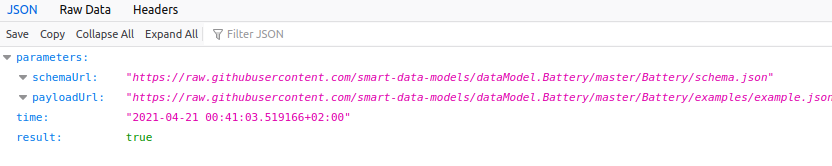 JSON Raw Data Headers
Save Copy Collapse All Expand All Filter JSON
parameters:
schemaUrl: "https://raw.githubusercontent.com/smart-data-models/dataModel.Battery/master/Battery/schema.json"
payloadUrl: "https://raw.githubusercontent.com/smart-data-models/dataModel.Battery/master/Battery/examples/example.json
time: "2021-04-21 00:41:03.519166+02:00"
result: true